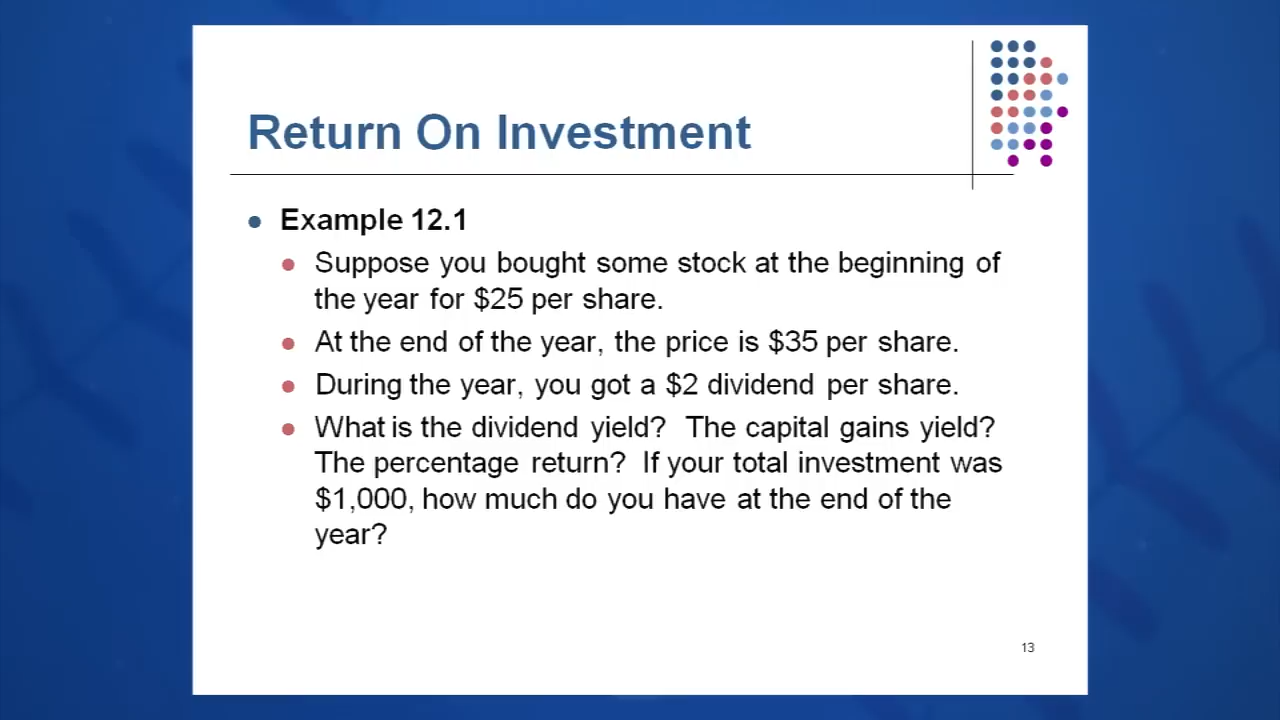 Return On Investment
Example 12.1
Suppose you bought some stock at the beginning of
the year for $25 per share.
At the end of the year, the price is $35 per share.
During the year, you got a $2 dividend per share.
What is the dividend yield?  The capital gains yield?
The percentage return?  If your total investment was
$1,000, how much do you have at the end of the
year?
13